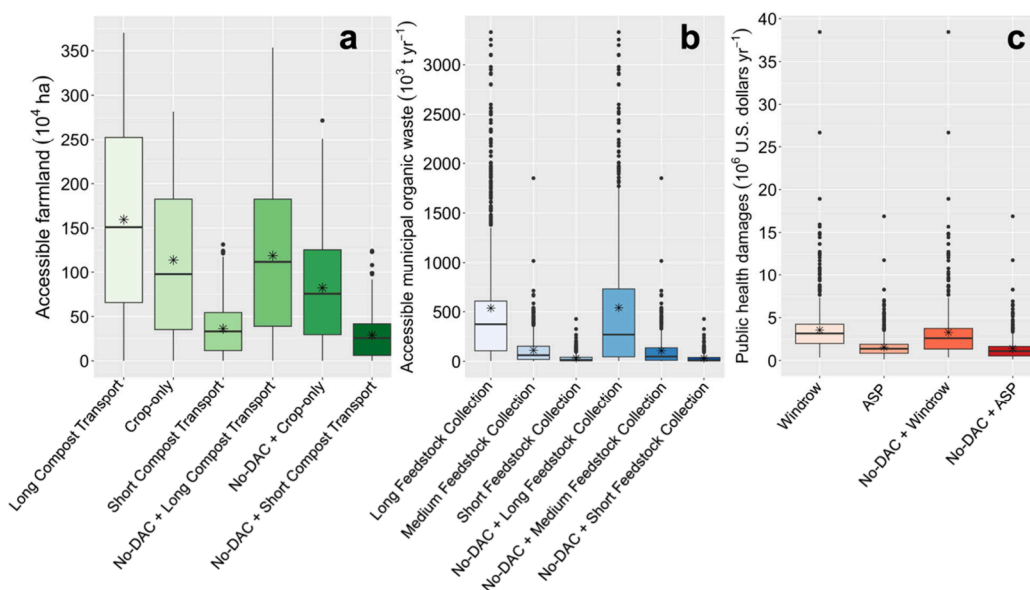 a
Accessible farmland (10⁴ ha)
350
300
250
200
150
100
50
0
Long Compost Transport
Crop-only
Short Compost Transport
No-DAC + Long Compost Transport
No-DAC + Crop-only
No-DAC + Short Compost Transport
b
Accessible municipal organic waste (10³ t yr⁻¹)
3000
2500
2000
1500
1000
500
0
Long Feedstock Collection
Medium Feedstock Collection
Short Feedstock Collection
No-DAC + Long Feedstock Collection
No-DAC + Medium Feedstock Collection
No-DAC + Short Feedstock Collection
c
Public health damages (10⁶ U.S. dollars yr⁻¹)
40
35
30
25
20
15
10
5
0
Windrow
ASP
No-DAC + Windrow
No-DAC + ASP